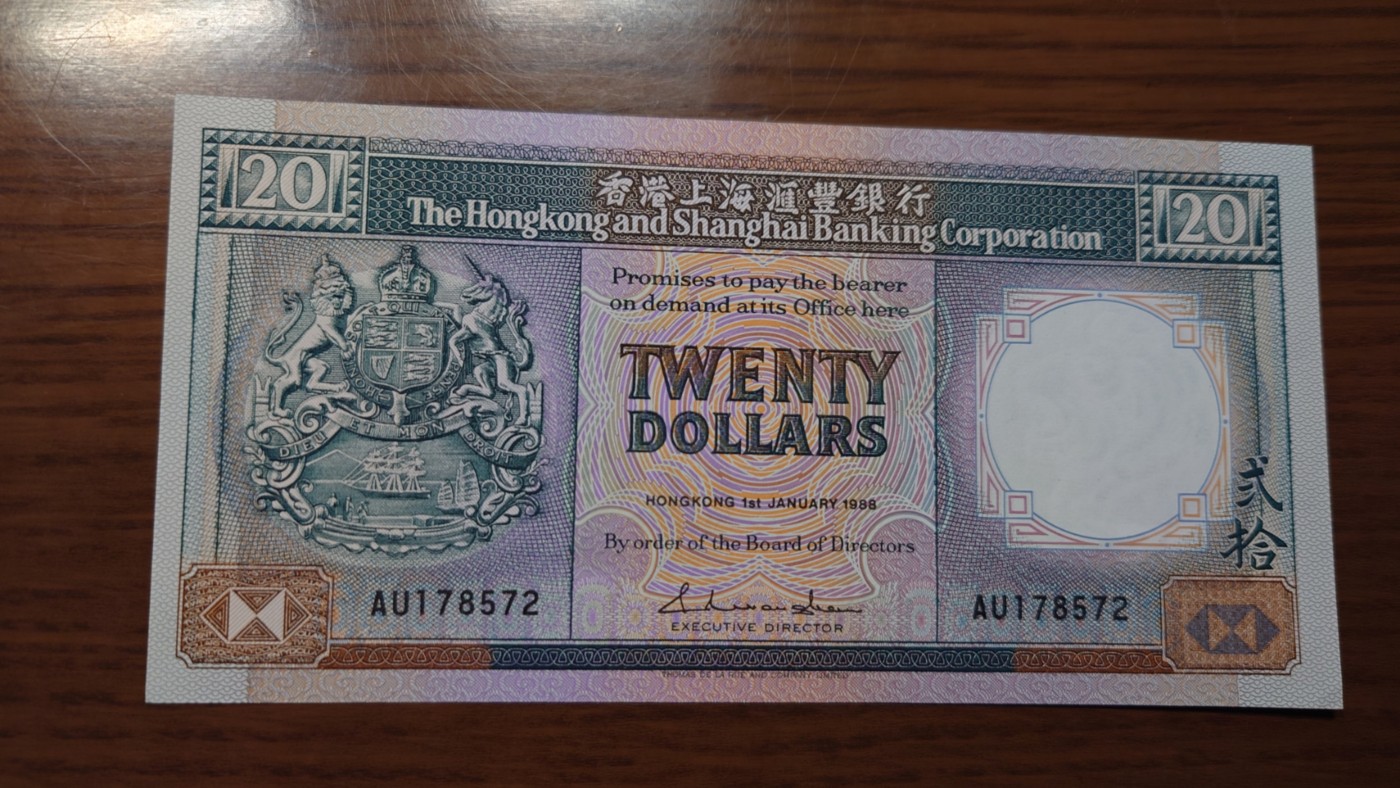 20
香港上海滙豐銀行
20
The Hongkong and Shanghai Banking Corporation
Promises to pay the bearer
on demand at its Office here
TWENTY
DOLLARS
DIEU ET MON DROIT
HONGKONG 1st JANUARY 1988
By order of the Board of Directors
貳拾
AU178572
AU178572
EXECUTIVE DIRECTOR
THOMAS DE LA RUE AND COMPANY LIMITED